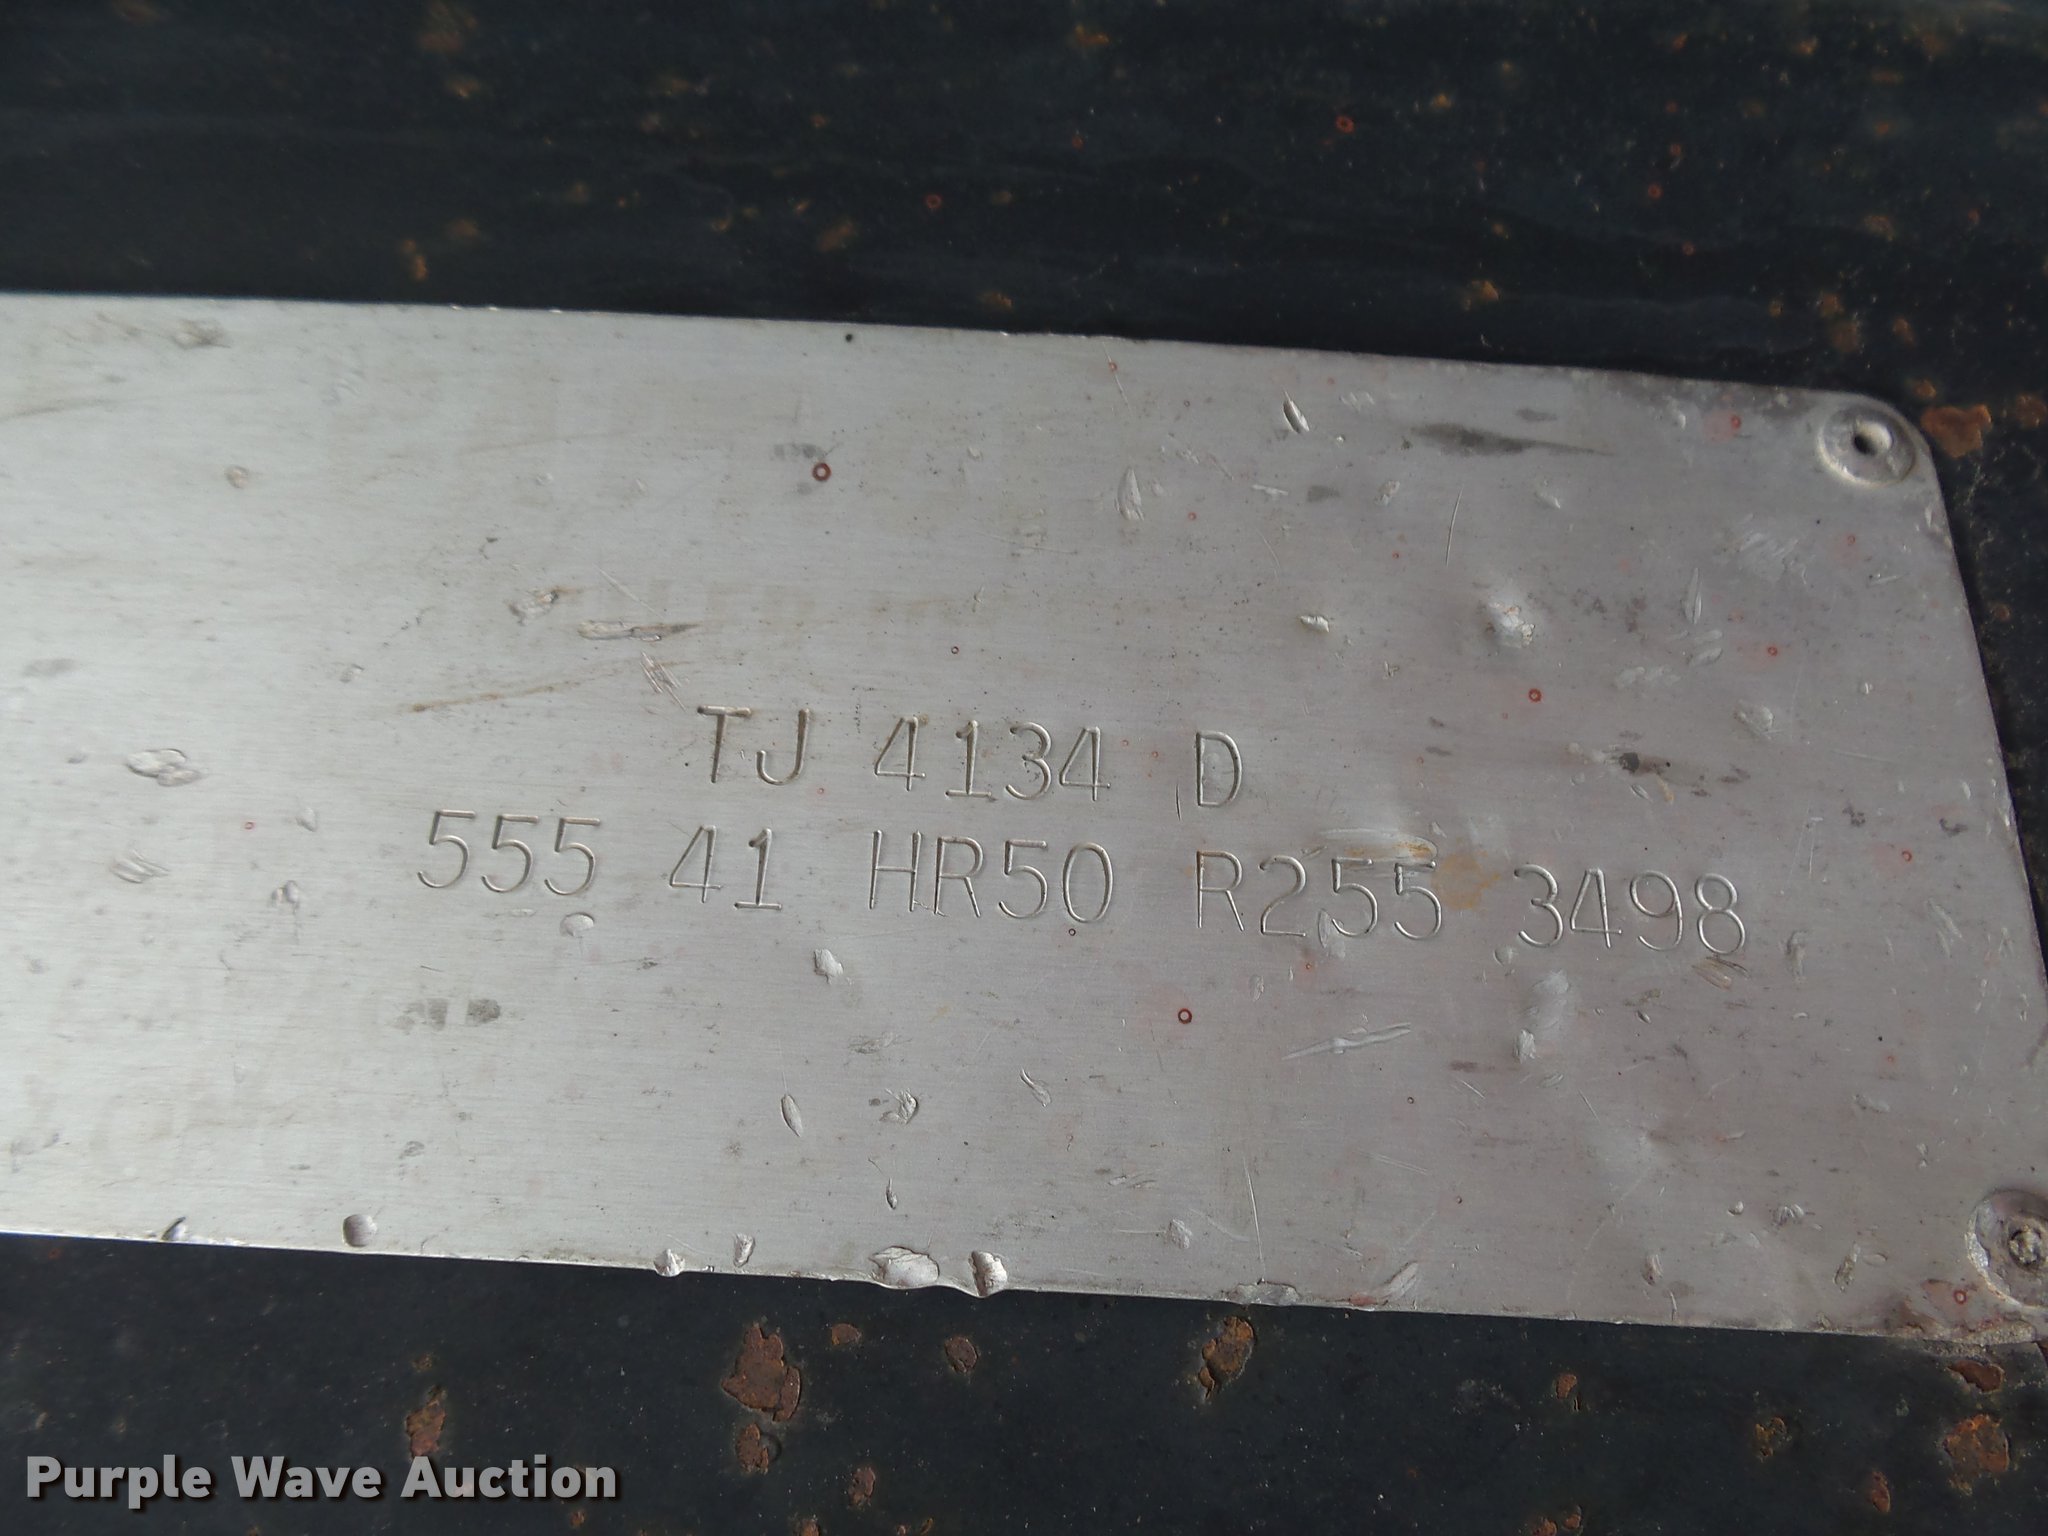 TJ 4134 D
555 41 HR50 R255 3498
Purple Wave Auction